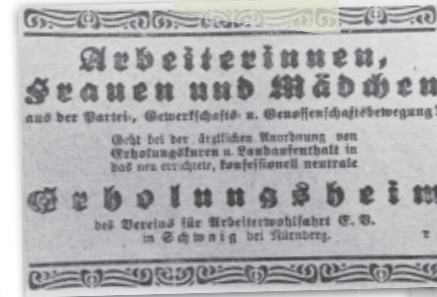 Arbeiterinnen,
Frauen und Mädchen
aus der Partei-, Gewerkschafts- u. Genossenschaftsbewegung!
Geht bei der ärztlichen Anordnung von
Erholungskuren u. Landaufenthalt in
das neu errichtete, konfessionell neutrale
Erholungsheim
des Vereins für Arbeiterwohlfahrt E. V.
in Schwaig bei Nürnberg.